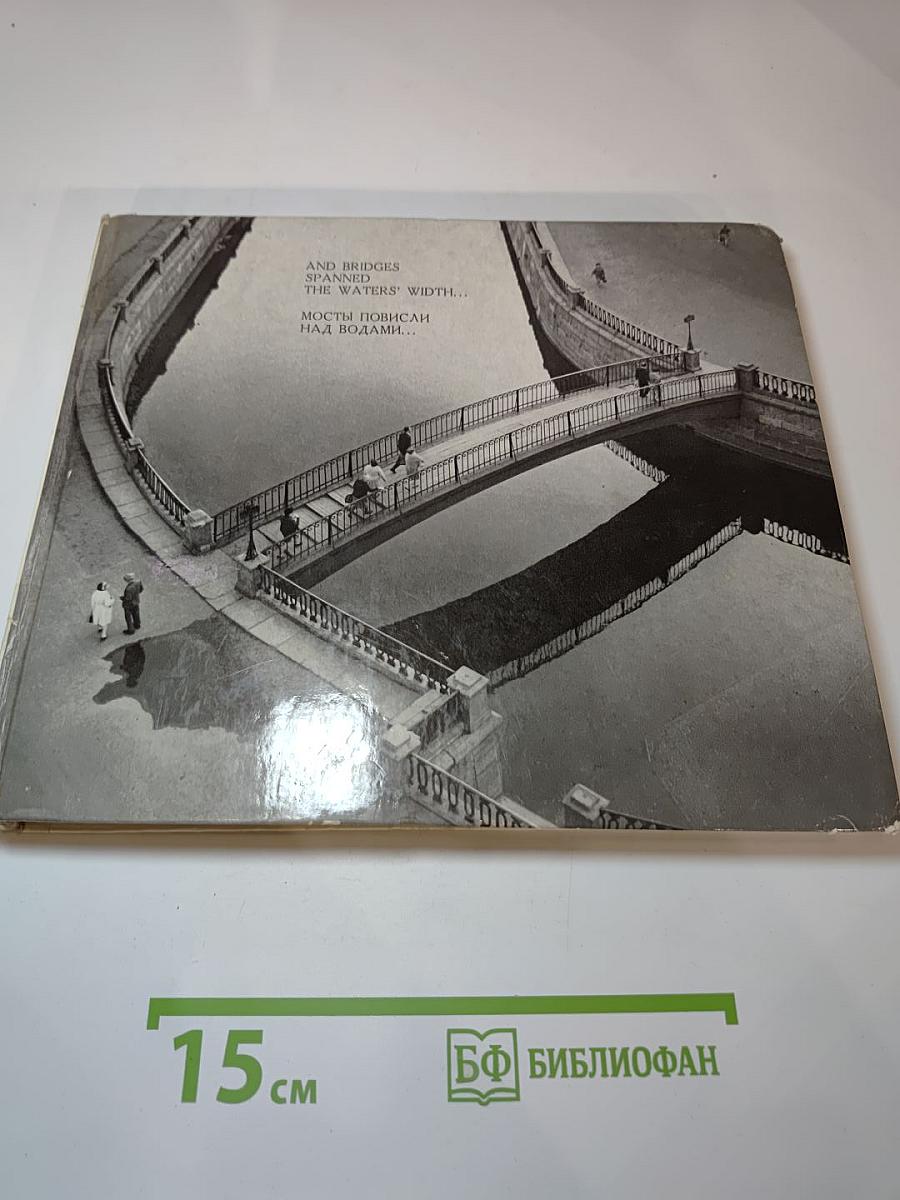 AND BRIDGES
SPANNED
THE WATERS' WIDTH...
МОСТЫ ПОВИСЛИ
НАД ВОДАМИ...
15 см
БФ БИБЛИОФАН